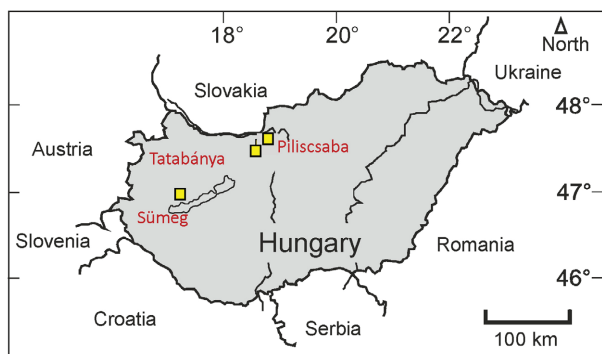 18° 20° 22°
North
Ukraine
Slovakia
48°
Austria
Tatabánya
Piliscsaba
47°
Sümeg
Slovenia
Hungary
Romania
46°
Croatia
Serbia
100 km